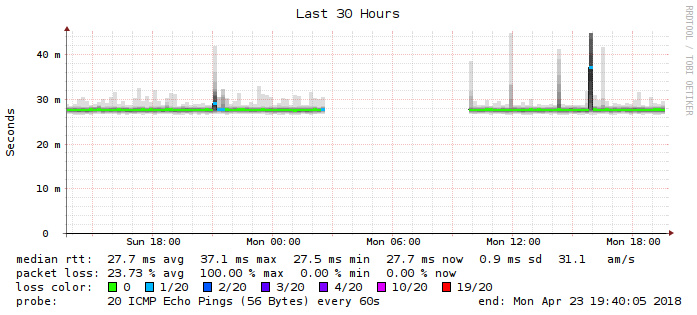 Last 30 Hours
RRDTOOL / TOBI OETIKER
Seconds
40 m
30 m
20 m
10 m
0
Sun 18:00 Mon 00:00 Mon 06:00 Mon 12:00 Mon 18:00
median rtt: 27.7 ms avg 37.1 ms max 27.5 ms min 27.7 ms now 0.9 ms sd 31.1 am/s
packet loss: 23.73 % avg 100.00 % max 0.00 % min 0.00 % now
loss color: 0 1/20 2/20 3/20 4/20 10/20 19/20
probe: 20 ICMP Echo Pings (56 Bytes) every 60s end: Mon Apr 23 19:40:05 2018